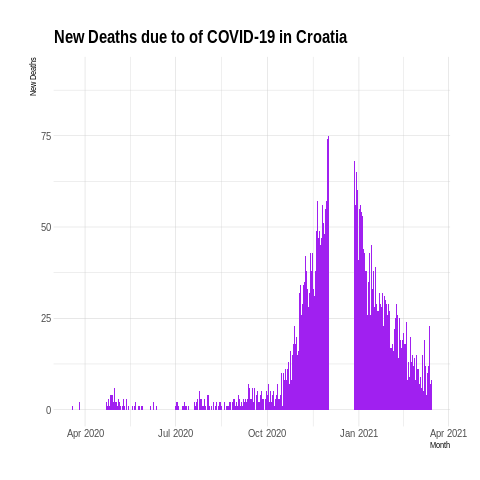 New Deaths due to of COVID-19 in Croatia
New Deaths
75
50
25
0
Apr 2020 Jul 2020 Oct 2020 Jan 2021 Apr 2021
Month